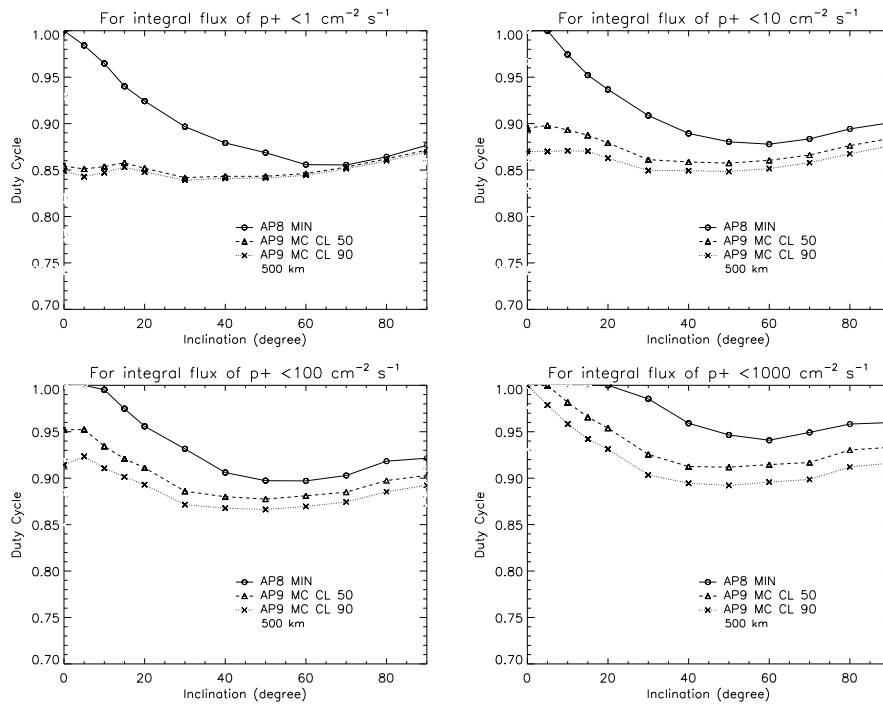 For integral flux of p+ <1 cm⁻² s⁻¹
Duty Cycle
1.00
0.95
0.90
0.85
0.80
0.75
0.70
AP8 MIN
AP9 MC CL 50
AP9 MC CL 90
500 km
0 20 40 60 80
Inclination (degree)
For integral flux of p+ <10 cm⁻² s⁻¹
Duty Cycle
1.00
0.95
0.90
0.85
0.80
0.75
0.70
AP8 MIN
AP9 MC CL 50
AP9 MC CL 90
500 km
0 20 40 60 80
Inclination (degree)
For integral flux of p+ <100 cm⁻² s⁻¹
Duty Cycle
1.00
0.95
0.90
0.85
0.80
0.75
0.70
AP8 MIN
AP9 MC CL 50
AP9 MC CL 90
500 km
0 20 40 60 80
Inclination (degree)
For integral flux of p+ <1000 cm⁻² s⁻¹
Duty Cycle
1.00
0.95
0.90
0.85
0.80
0.75
0.70
AP8 MIN
AP9 MC CL 50
AP9 MC CL 90
500 km
0 20 40 60 80
Inclination (degree)